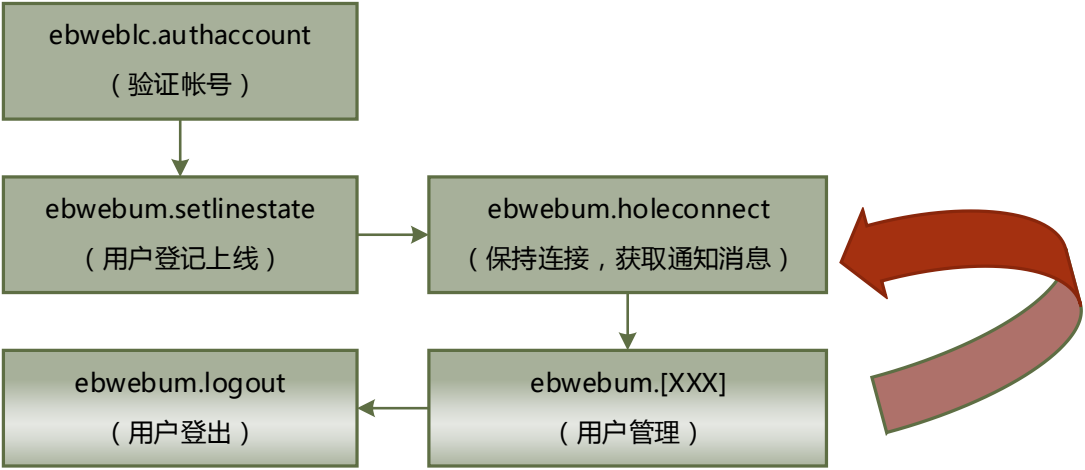 ebweblc.authaccount
（验证帐号）
ebwebum.setlinestate
（用户登记上线）
ebwebum.holeconnect
（保持连接，获取通知消息）
ebwebum.logout
（用户登出）
ebwebum.[XXX]
（用户管理）